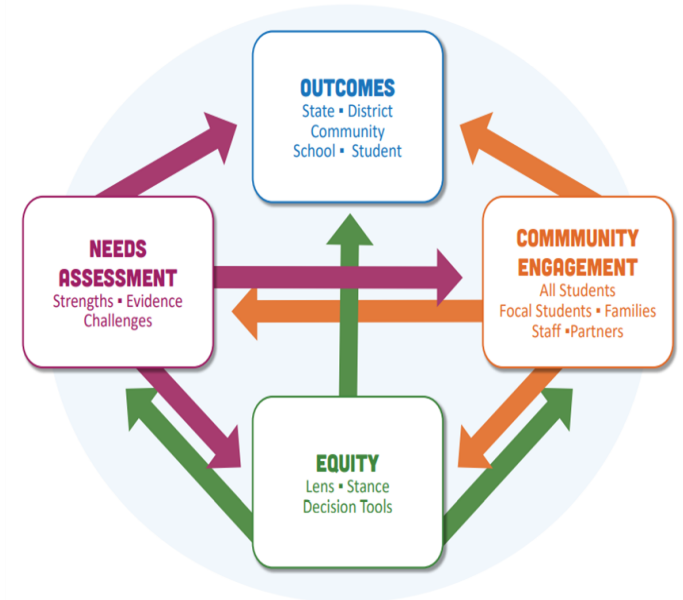 OUTCOMES
State ▪ District
Community
School ▪ Student
NEEDS
ASSESSMENT
Strengths ▪ Evidence
Challenges
COMMMUNITY
ENGAGEMENT
All Students
Focal Students ▪ Families
Staff ▪Partners
EQUITY
Lens ▪ Stance
Decision Tools